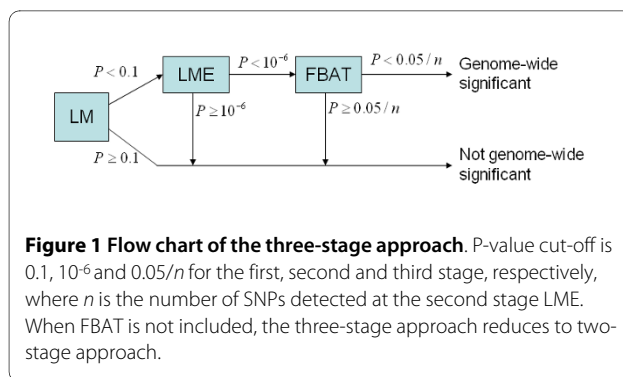 P < 0.1
LM
P ≥ 0.1
LME
P < 10⁻⁶
P ≥ 10⁻⁶
FBAT
P < 0.05/n
P ≥ 0.05/n
Genome-wide
significant
Not genome-wide
significant
Figure 1 Flow chart of the three-stage approach. P-value cut-off is
0.1, 10⁻⁶ and 0.05/n for the first, second and third stage, respectively,
where n is the number of SNPs detected at the second stage LME.
When FBAT is not included, the three-stage approach reduces to two-
stage approach.